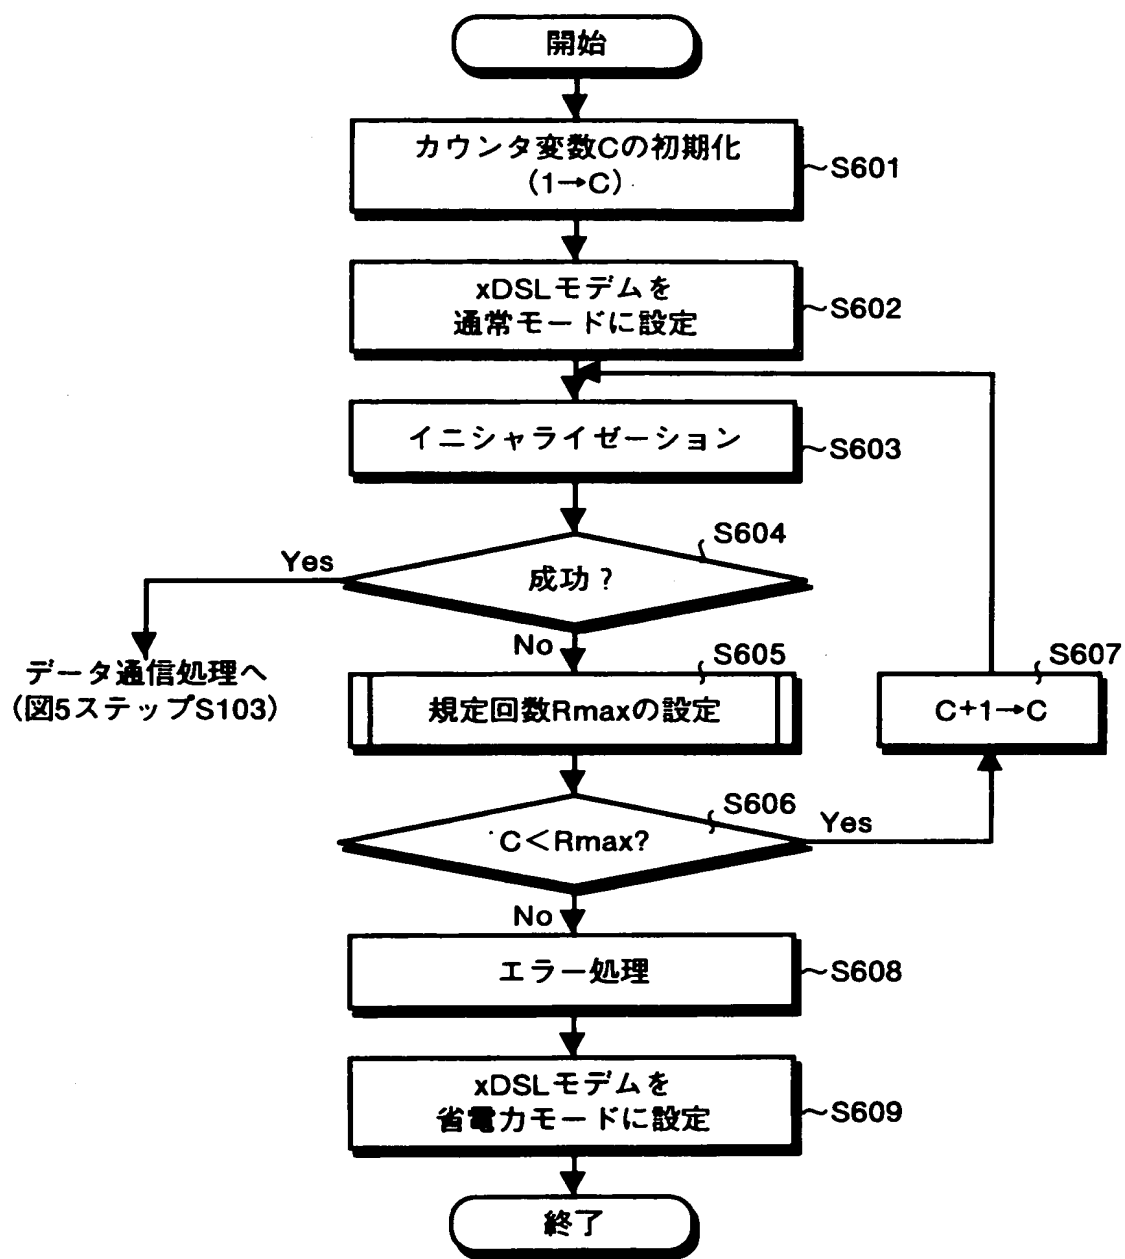 開始
カウンタ変数Cの初期化
(1→C)
S601
xDSLモデムを
通常モードに設定
S602
イニシャライゼーション
S603
S604
Yes
成功?
No
データ通信処理へ
(図5ステップS103)
S605
規定回数Rmaxの設定
S607
C+1→C
S606
C<Rmax?
Yes
No
エラー処理
S608
xDSLモデムを
省電力モードに設定
S609
終了